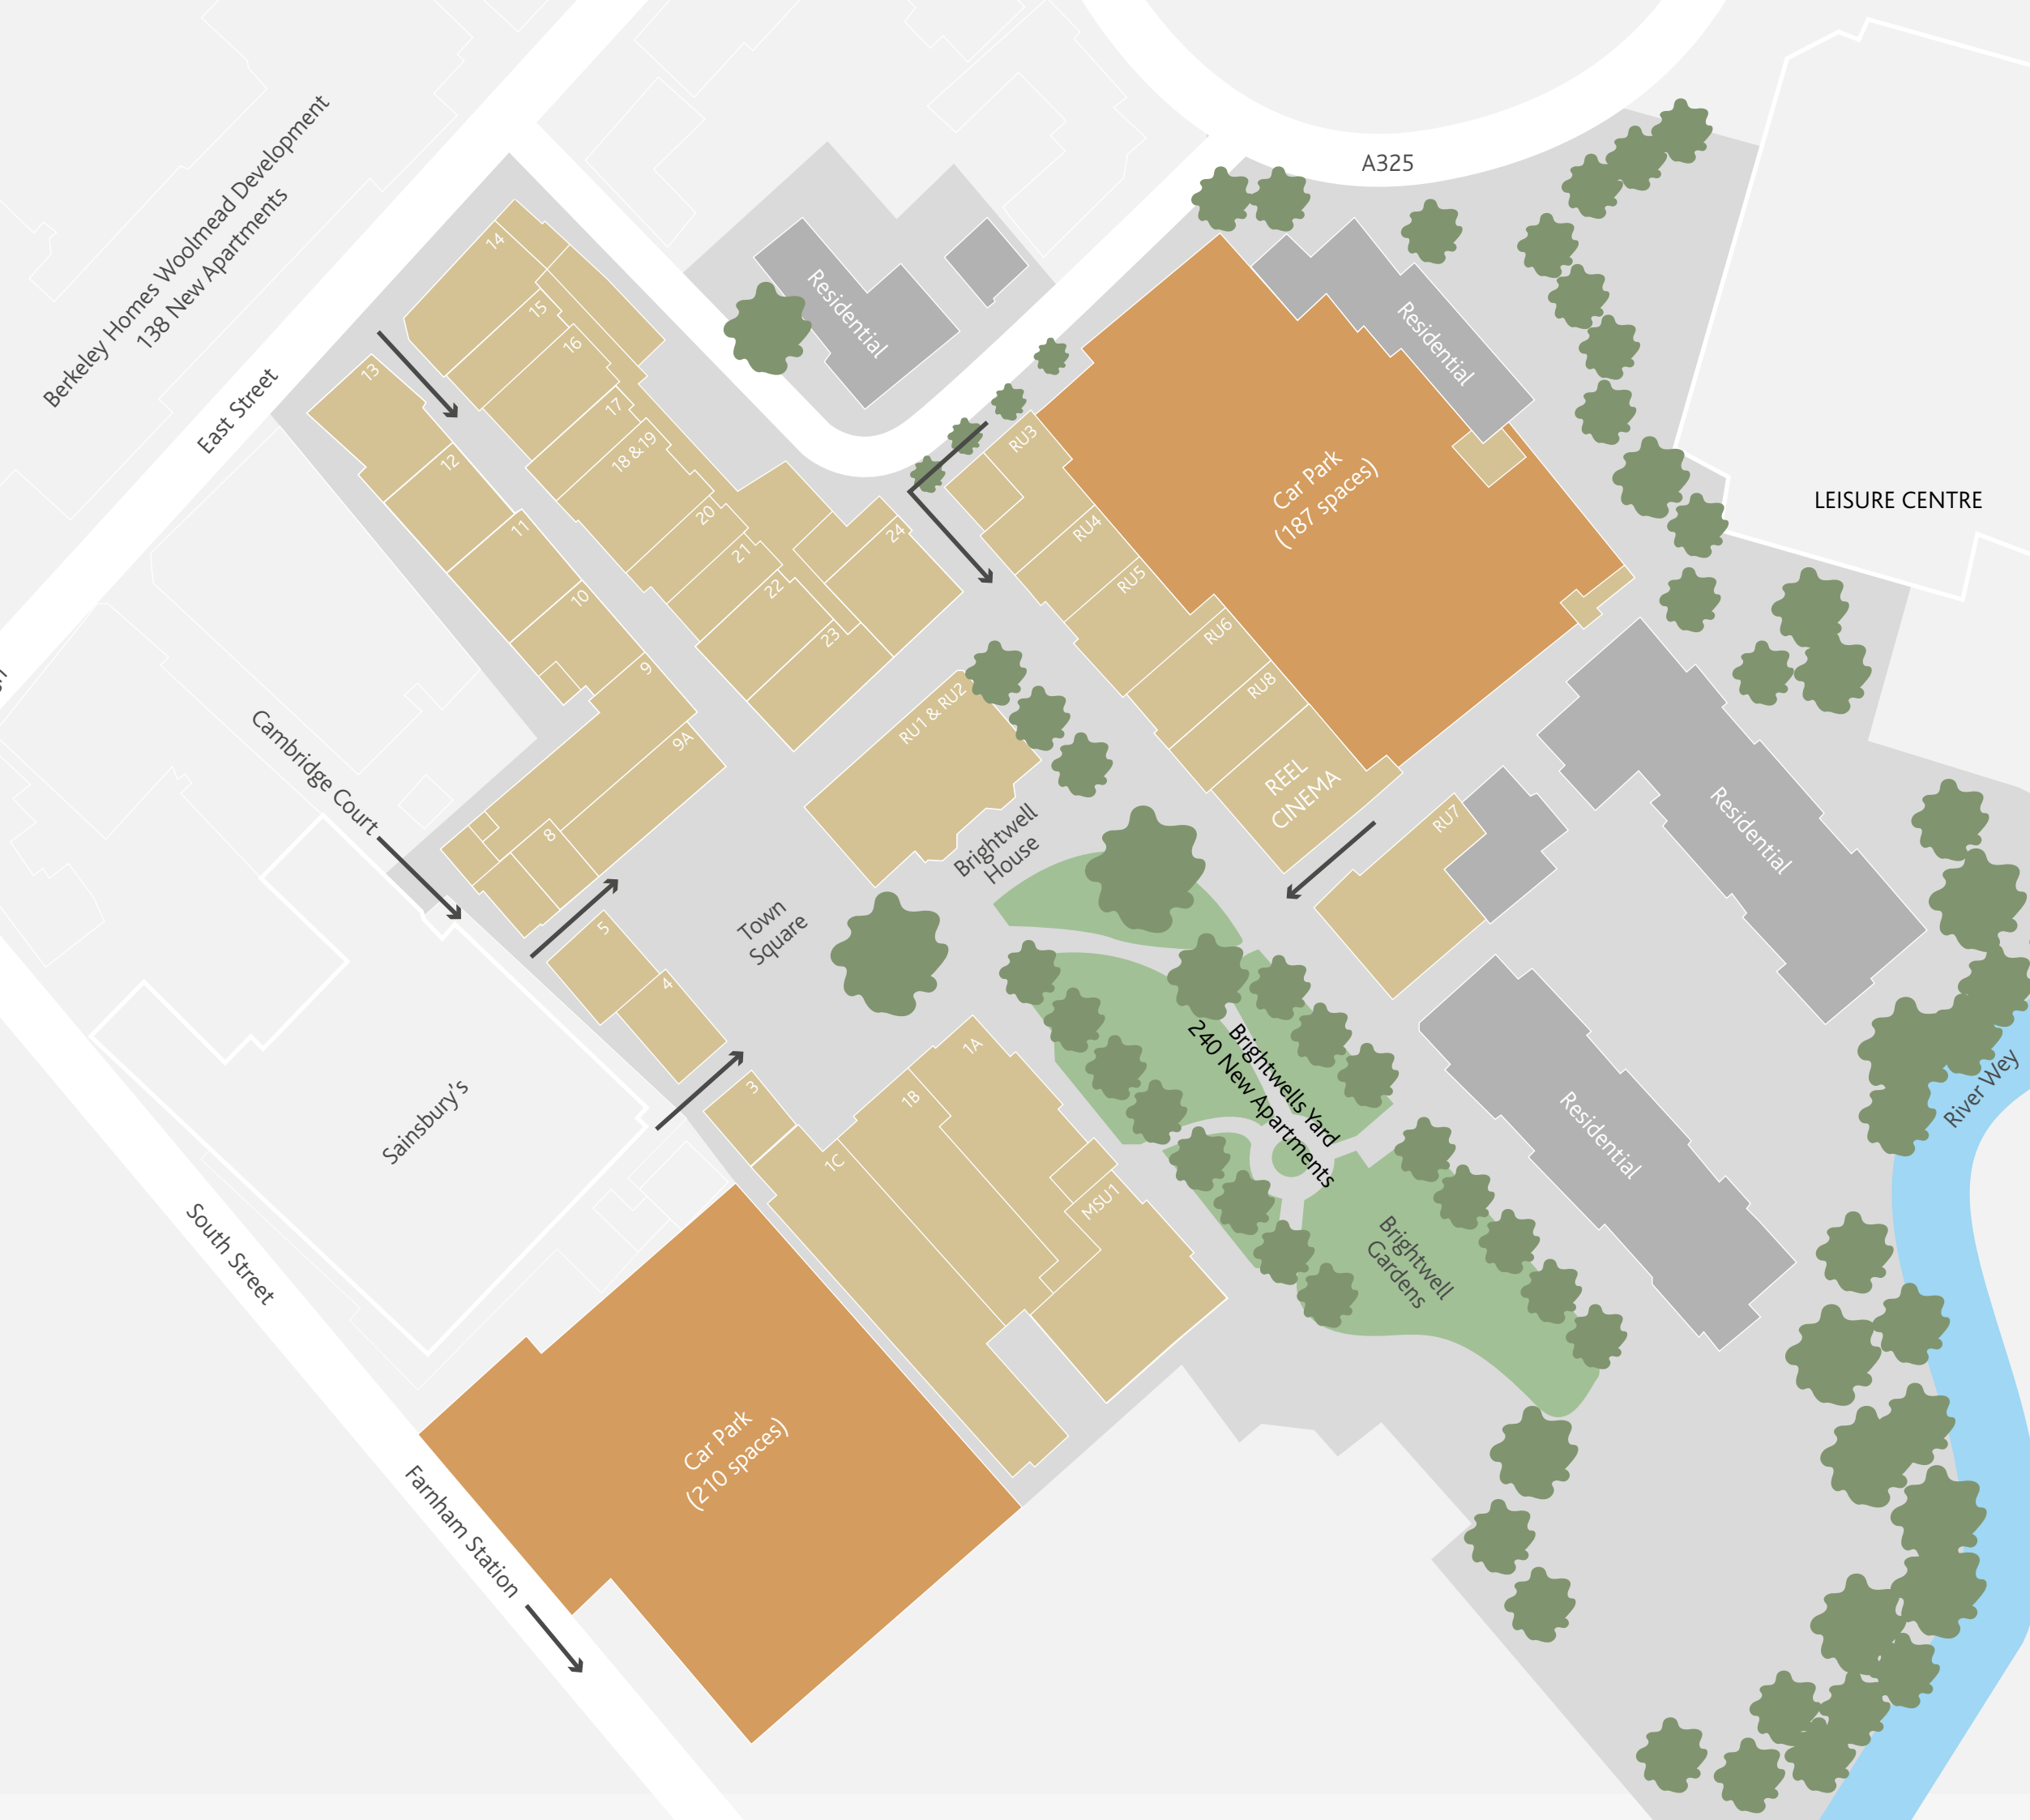 A325
Berkeley Homes Woolmead Development
138 New Apartments
East Street
Residential
Residential
14
15
16
17
18 & 19
20
21
22
23
24
13
12
11
10
9
9A
8
5
4
3
RU3
RU4
RU5
RU6
RU8
REEL
CINEMA
RU7
RU1 & RU2
Car Park
(187 spaces)
LEISURE CENTRE
Cambridge Court
Brightwell
House
Town
Square
Residential
Brightwells Yard
240 New Apartments
Residential
River Wey
Sainsbury's
1A
1B
1C
MSU1
Brightwell
Gardens
South Street
Car Park
(210 spaces)
Farnham Station